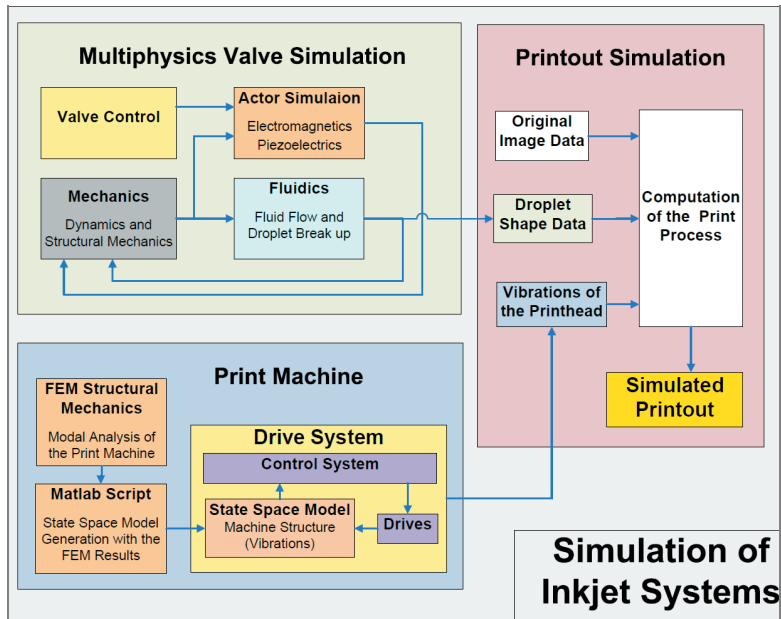 Multiphysics Valve Simulation
Valve Control
Actor Simulaion
Electromagnetics
Piezoelectrics
Mechanics
Dynamics and
Structural Mechanics
Fluidics
Fluid Flow and
Droplet Break up
Printout Simulation
Original
Image Data
Droplet
Shape Data
Vibrations of
the Printhead
Computation
of the Print
Process
Simulated
Printout
Print Machine
FEM Structural
Mechanics
Modal Analysis of
the Print Machine
Matlab Script
State Space Model
Generation with the
FEM Results
Drive System
Control System
State Space Model
Machine Structure
(Vibrations)
Drives
Simulation of
Inkjet Systems